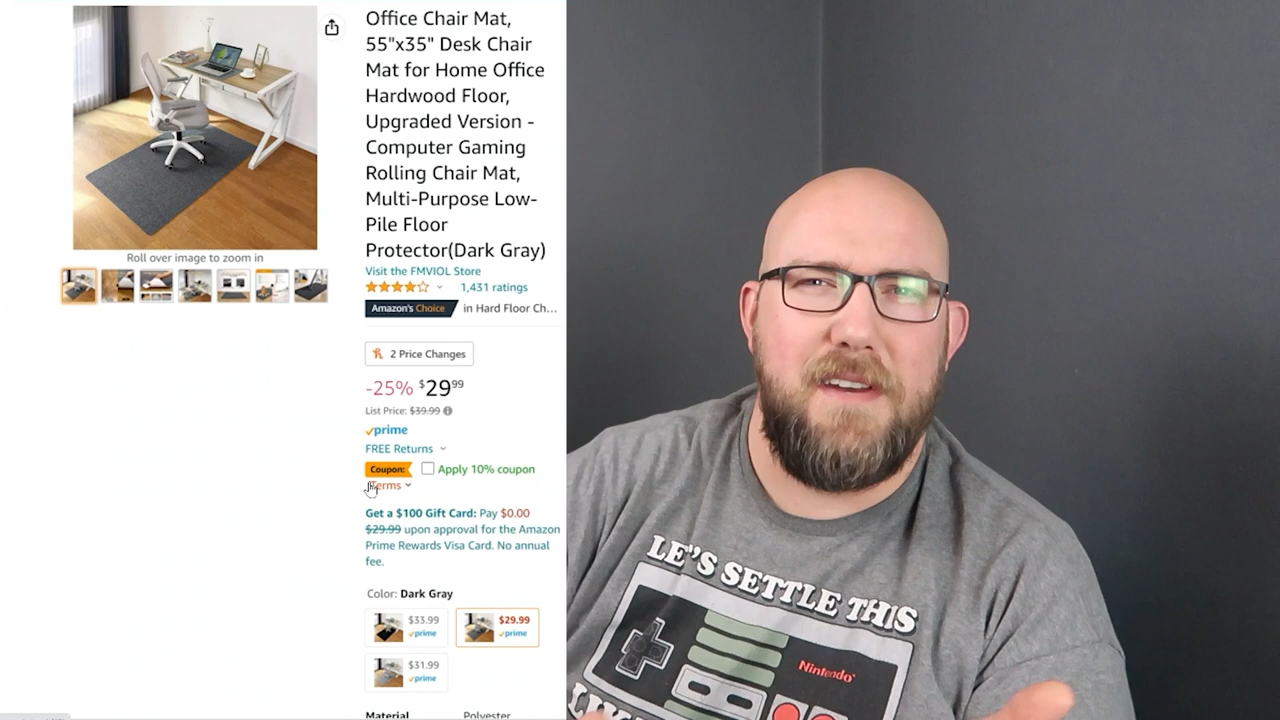 Office Chair Mat,
55"x35" Desk Chair
Mat for Home Office
Hardwood Floor,
Upgraded Version -
Computer Gaming
Rolling Chair Mat,
Multi-Purpose Low-
Pile Floor
Protector(Dark Gray)
Roll over image to zoom in
Visit the FMVIOL Store
1,431 ratings
Amazon's Choice in Hard Floor Ch…
2 Price Changes
-25% $29 99
List Price: $39.99
prime
FREE Returns
Coupon: Apply 10% coupon
Terms
Get a $100 Gift Card: Pay $0.00
$29.99 upon approval for the Amazon
Prime Rewards Visa Card. No annual
fee.
Color: Dark Gray
$33.99
prime
$29.99
prime
$31.99
prime
Material Polyester
LET'S SETTLE THIS
Nintendo